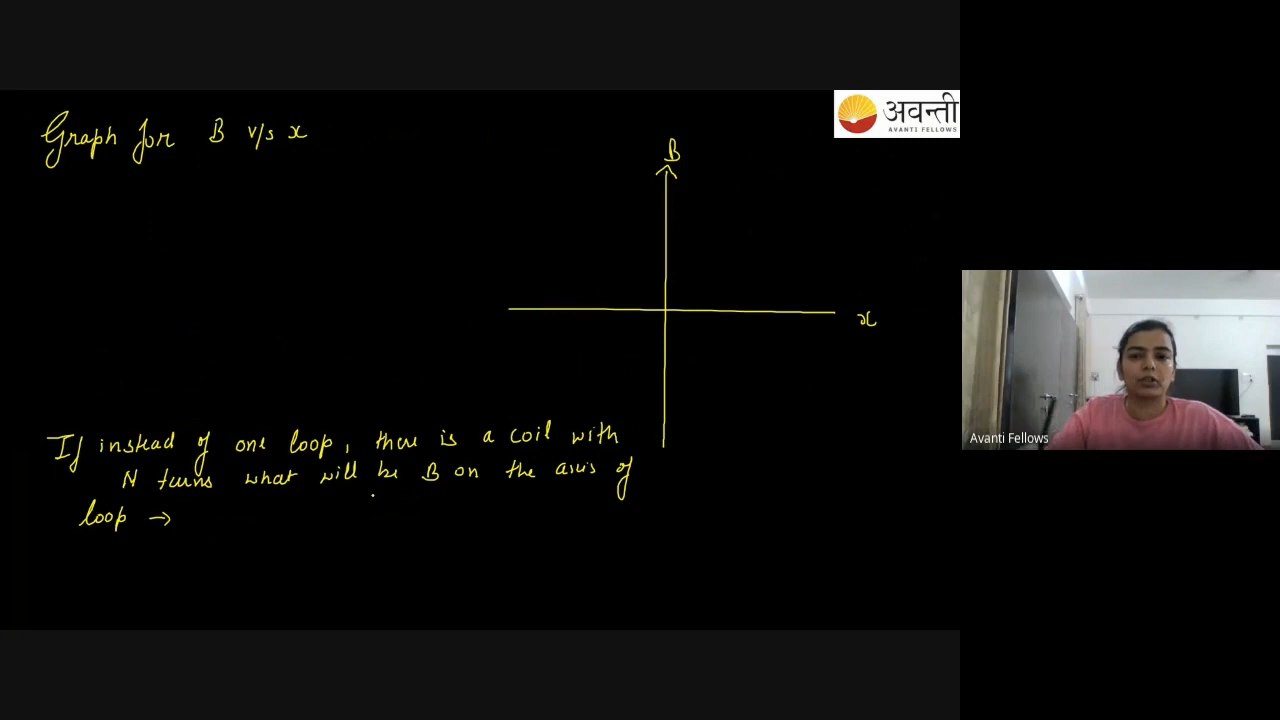 Graph for B v/s x
अवन्ती
AVANTI FELLOWS
B
x
If instead of one loop, there is a coil with
N turns what will be B on the axis of
loop →
Avanti Fellows